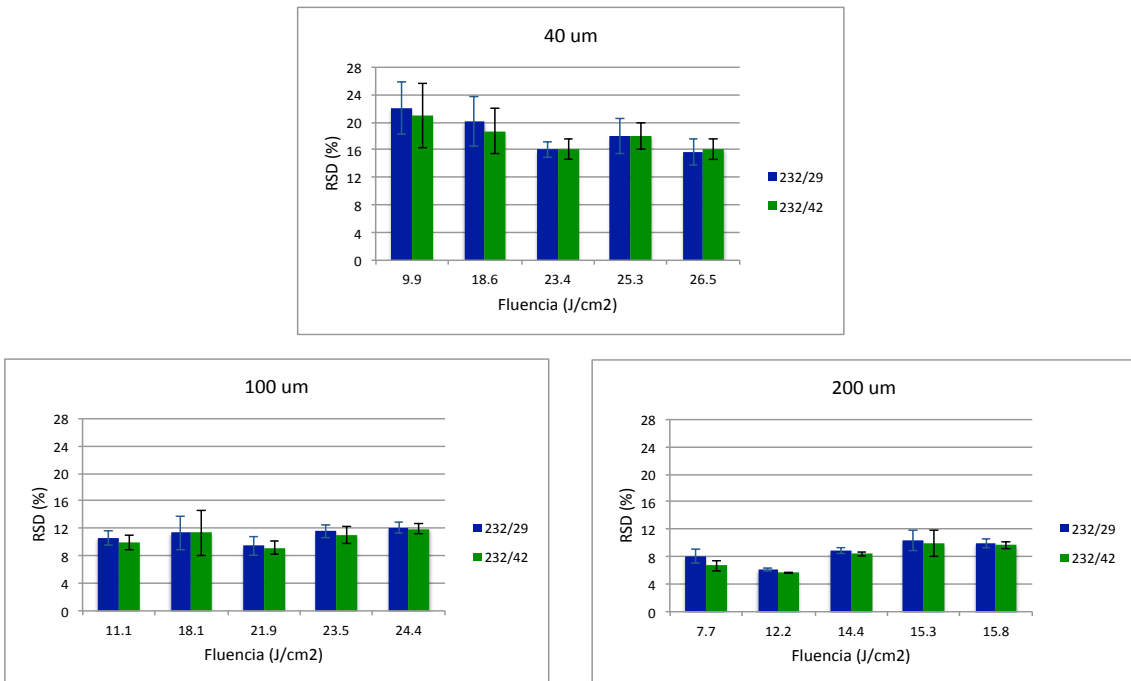 40 um
28
24
20
16
12
8
4
0
RSD (%)
9.9 18.6 23.4 25.3 26.5
Fluencia (J/cm2)
232/29
232/42
100 um
28
24
20
16
12
8
4
0
RSD (%)
11.1 18.1 21.9 23.5 24.4
Fluencia (J/cm2)
232/29
232/42
200 um
28
24
20
16
12
8
4
0
RSD (%)
7.7 12.2 14.4 15.3 15.8
Fluencia (J/cm2)
232/29
232/42